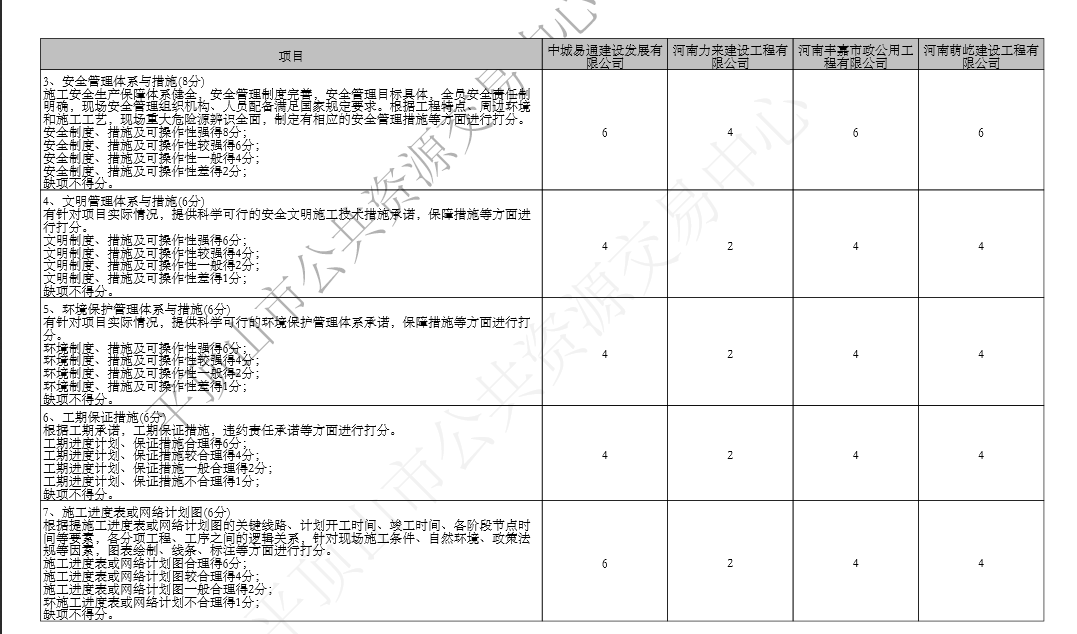 项目
中城易通建设发展有
限公司
河南力来建设工程有
限公司
河南丰嘉市政公用工
程有限公司
河南萌屹建设工程有
限公司
3、安全管理体系与措施(8分)
施工安全生产保障体系健全，安全管理制度完善，安全管理目标具体，全员安全责任制
明确，现场安全管理组织机构、人员配备满足国家规定要求。根据工程特点、周边环境
和施工工艺，现场重大危险源辨识全面，制定有相应的安全管理措施等方面进行打分。
安全制度、措施及可操作性强得8分；
安全制度、措施及可操作性较强得6分；
安全制度、措施及可操作性一般得4分；
安全制度、措施及可操作性差得2分；
缺项不得分。
6
4
6
6
4、文明管理体系与措施(6分)
有针对项目实际情况，提供科学可行的安全文明施工技术措施承诺，保障措施等方面进
行打分。
文明制度、措施及可操作性强得6分；
文明制度、措施及可操作性较强得4分；
文明制度、措施及可操作性一般得2分；
文明制度、措施及可操作性差得1分；
缺项不得分。
4
2
4
4
5、环境保护管理体系与措施(6分)
有针对项目实际情况，提供科学可行的环境保护管理体系承诺，保障措施等方面进行打
分。
环境制度、措施及可操作性强得6分；
环境制度、措施及可操作性较强得4分；
环境制度、措施及可操作性一般得2分；
环境制度、措施及可操作性差得1分；
缺项不得分。
4
2
4
4
6、工期保证措施(6分)
根据工期承诺，工期保证措施，违约责任承诺等方面进行打分。
工期进度计划、保证措施合理得6分；
工期进度计划、保证措施较合理得4分；
工期进度计划、保证措施一般合理得2分；
工期进度计划、保证措施不合理得1分；
缺项不得分。
4
2
4
4
7、施工进度表或网络计划图(6分)
根据提施工进度表或网络计划图的关键线路、计划开工时间、竣工时间、各阶段节点时
间等要素，各分项工程、工序之间的逻辑关系，针对现场施工条件、自然环境、政策法
规等因素，图表绘制、线条、标注等方面进行打分。
施工进度表或网络计划图合理得6分；
施工进度表或网络计划图较合理得4分；
施工进度表或网络计划图一般合理得2分；
环施工进度表或网络计划不合理得1分；
缺项不得分。
6
2
4
4
平顶山市公共资源交易中心
平顶山市公共资源交易中心